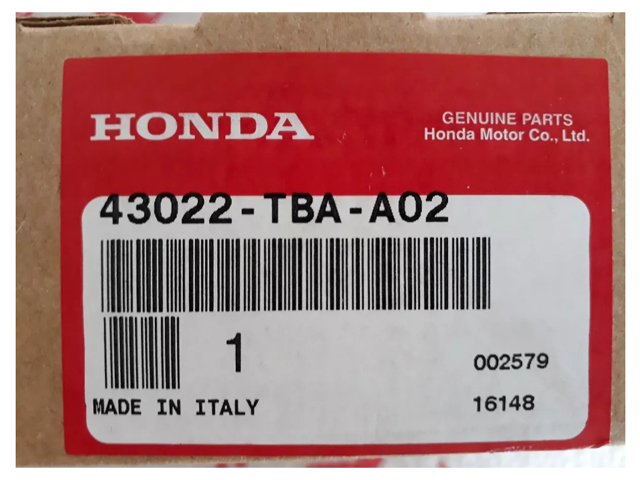 HONDA
GENUINE PARTS
Honda Motor Co., Ltd.
43022-TBA-A02
1
002579
MADE IN ITALY
16148